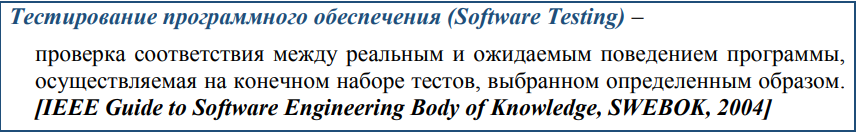 Тестирование программного обеспечения (Software Testing) –
проверка соответствия между реальным и ожидаемым поведением программы,
осуществляемая на конечном наборе тестов, выбранном определенным образом.
[IEEE Guide to Software Engineering Body of Knowledge, SWEBOK, 2004]